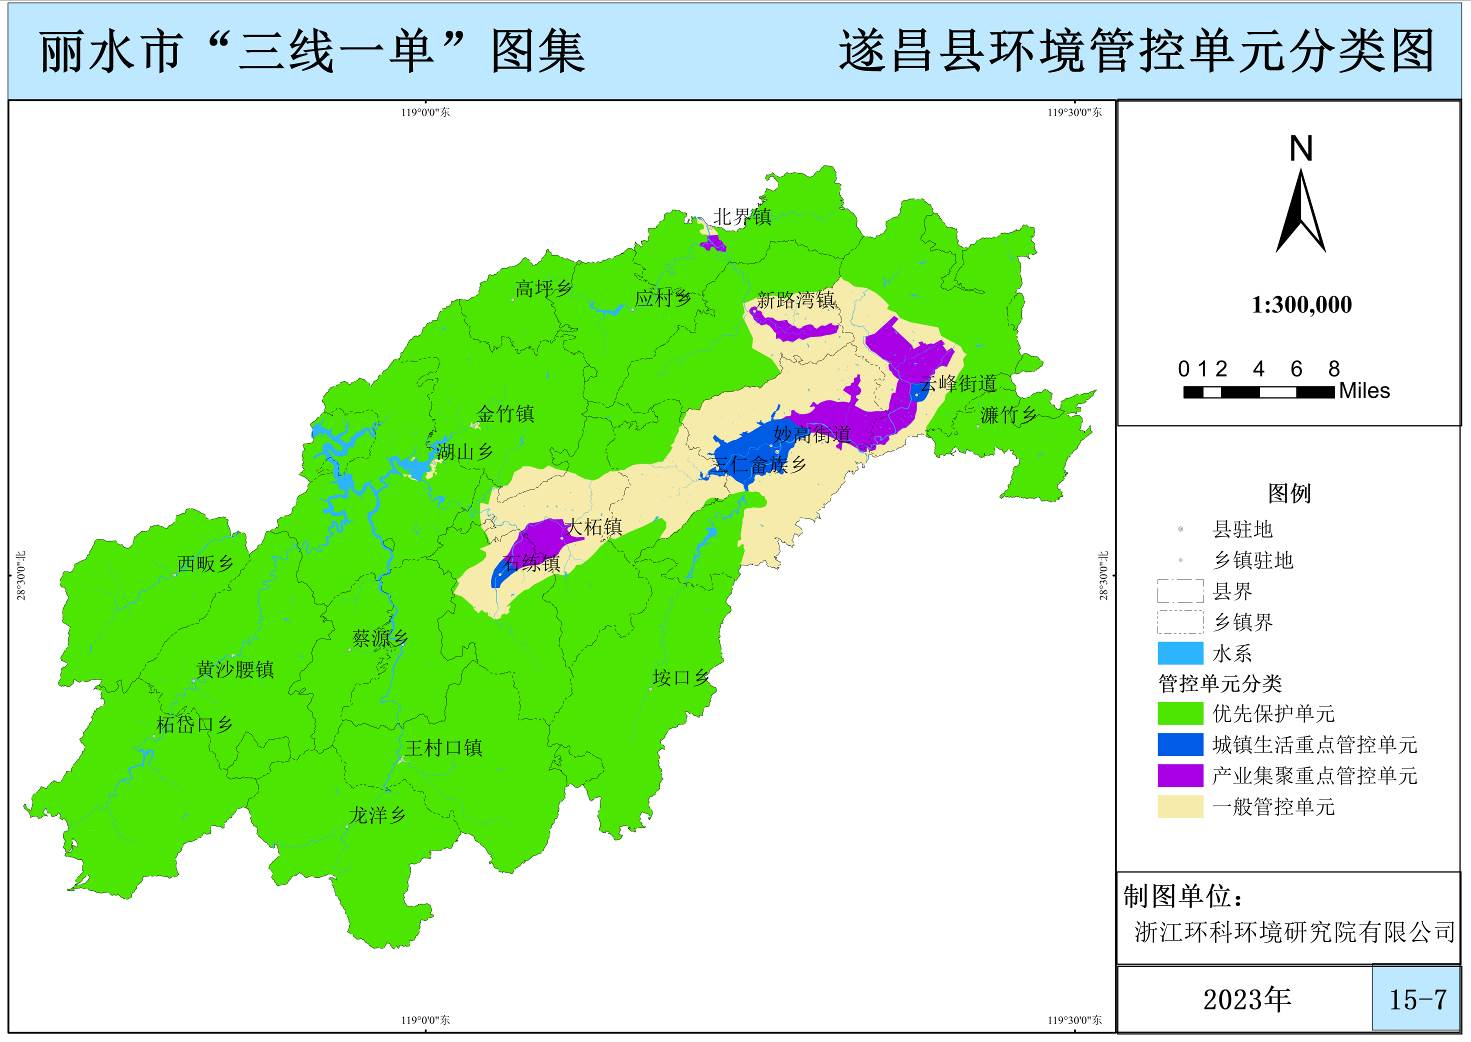 丽水市“三线一单”图集
遂昌县环境管控单元分类图
119°0'0"东
119°30'0"东
N
1:300,000
0 1 2 4 6 8
Miles
北界镇
高坪乡
应村乡
新路湾镇
云峰街道
濂竹乡
金竹镇
妙高街道
湖山乡
三仁畲族乡
大柘镇
石练镇
西畈乡
28°30'0"北
28°30'0"北
蔡源乡
黄沙腰镇
垵口乡
柘岱口乡
王村口镇
龙洋乡
图例
县驻地
乡镇驻地
县界
乡镇界
水系
管控单元分类
优先保护单元
城镇生活重点管控单元
产业集聚重点管控单元
一般管控单元
制图单位：
浙江环科环境研究院有限公司
2023年
15-7
119°0'0"东
119°30'0"东